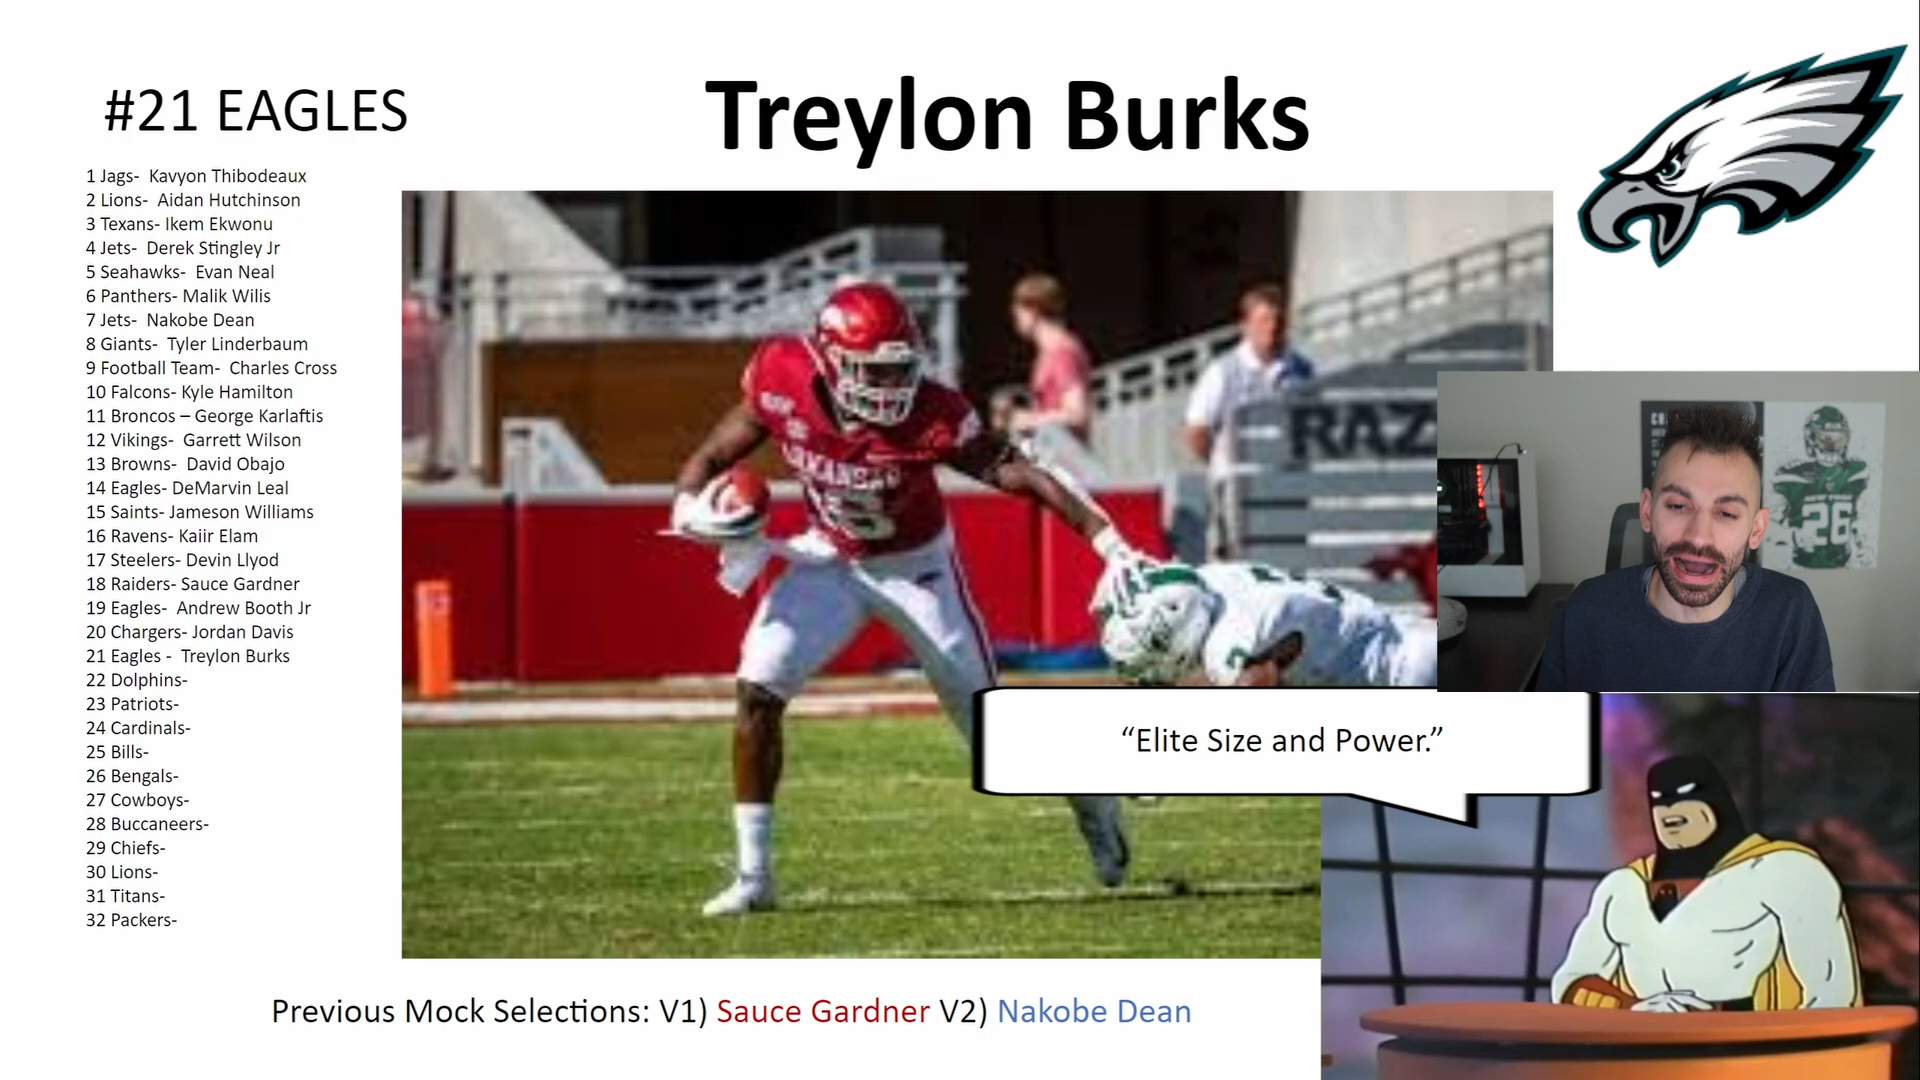 #21 EAGLES
Treylon Burks
1 Jags- Kavyon Thibodeaux
2 Lions- Aidan Hutchinson
3 Texans- Ikem Ekwonu
4 Jets- Derek Stingley Jr
5 Seahawks- Evan Neal
6 Panthers- Malik Wilis
7 Jets- Nakobe Dean
8 Giants- Tyler Linderbaum
9 Football Team- Charles Cross
10 Falcons- Kyle Hamilton
11 Broncos – George Karlaftis
12 Vikings- Garrett Wilson
13 Browns- David Obajo
14 Eagles- DeMarvin Leal
15 Saints- Jameson Williams
16 Ravens- Kaiir Elam
17 Steelers- Devin Llyod
18 Raiders- Sauce Gardner
19 Eagles- Andrew Booth Jr
20 Chargers- Jordan Davis
21 Eagles - Treylon Burks
22 Dolphins-
23 Patriots-
24 Cardinals-
25 Bills-
26 Bengals-
27 Cowboys-
28 Buccaneers-
29 Chiefs-
30 Lions-
31 Titans-
32 Packers-
ARKANSAS
RAZ
NEW YORK
26
“Elite Size and Power.”
Previous Mock Selections: V1) Sauce Gardner V2) Nakobe Dean